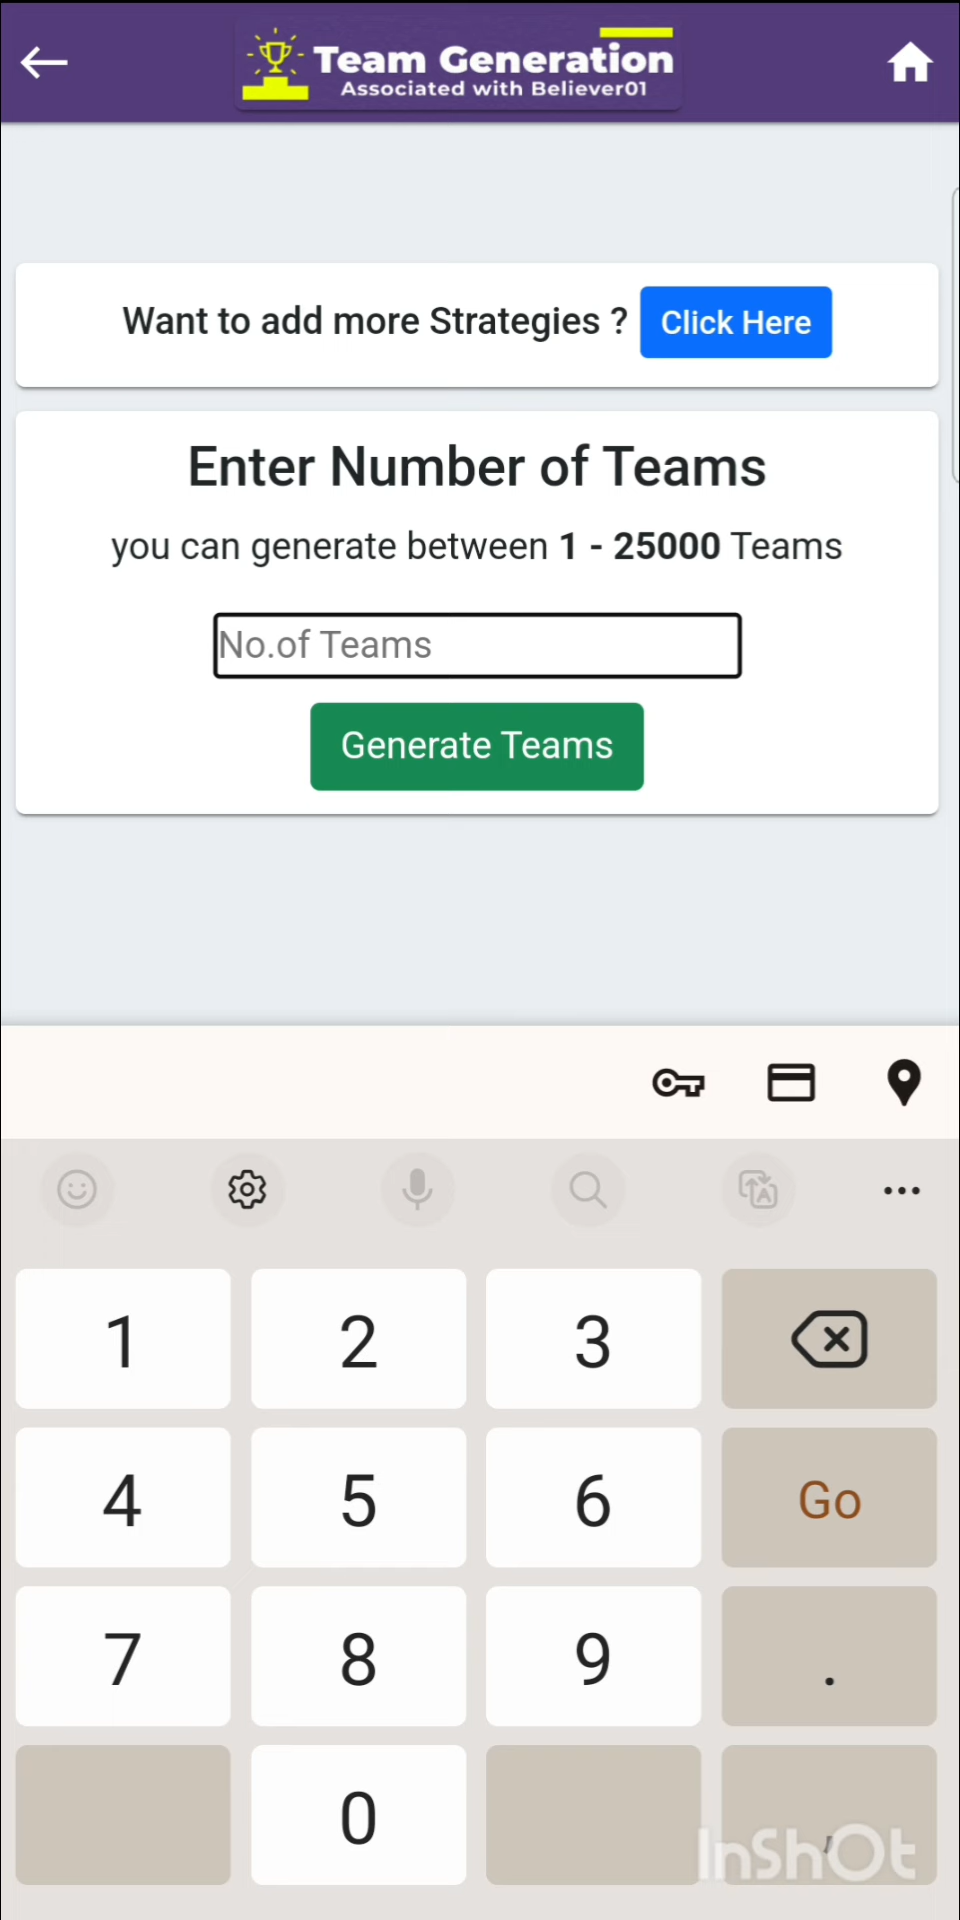 Team Generation
Associated with Believer01
Want to add more Strategies ? Click Here
Enter Number of Teams
you can generate between 1 - 25000 Teams
No.of Teams
Generate Teams
1 2 3
4 5 6 Go
7 8 9 .
0 ,
InShOt